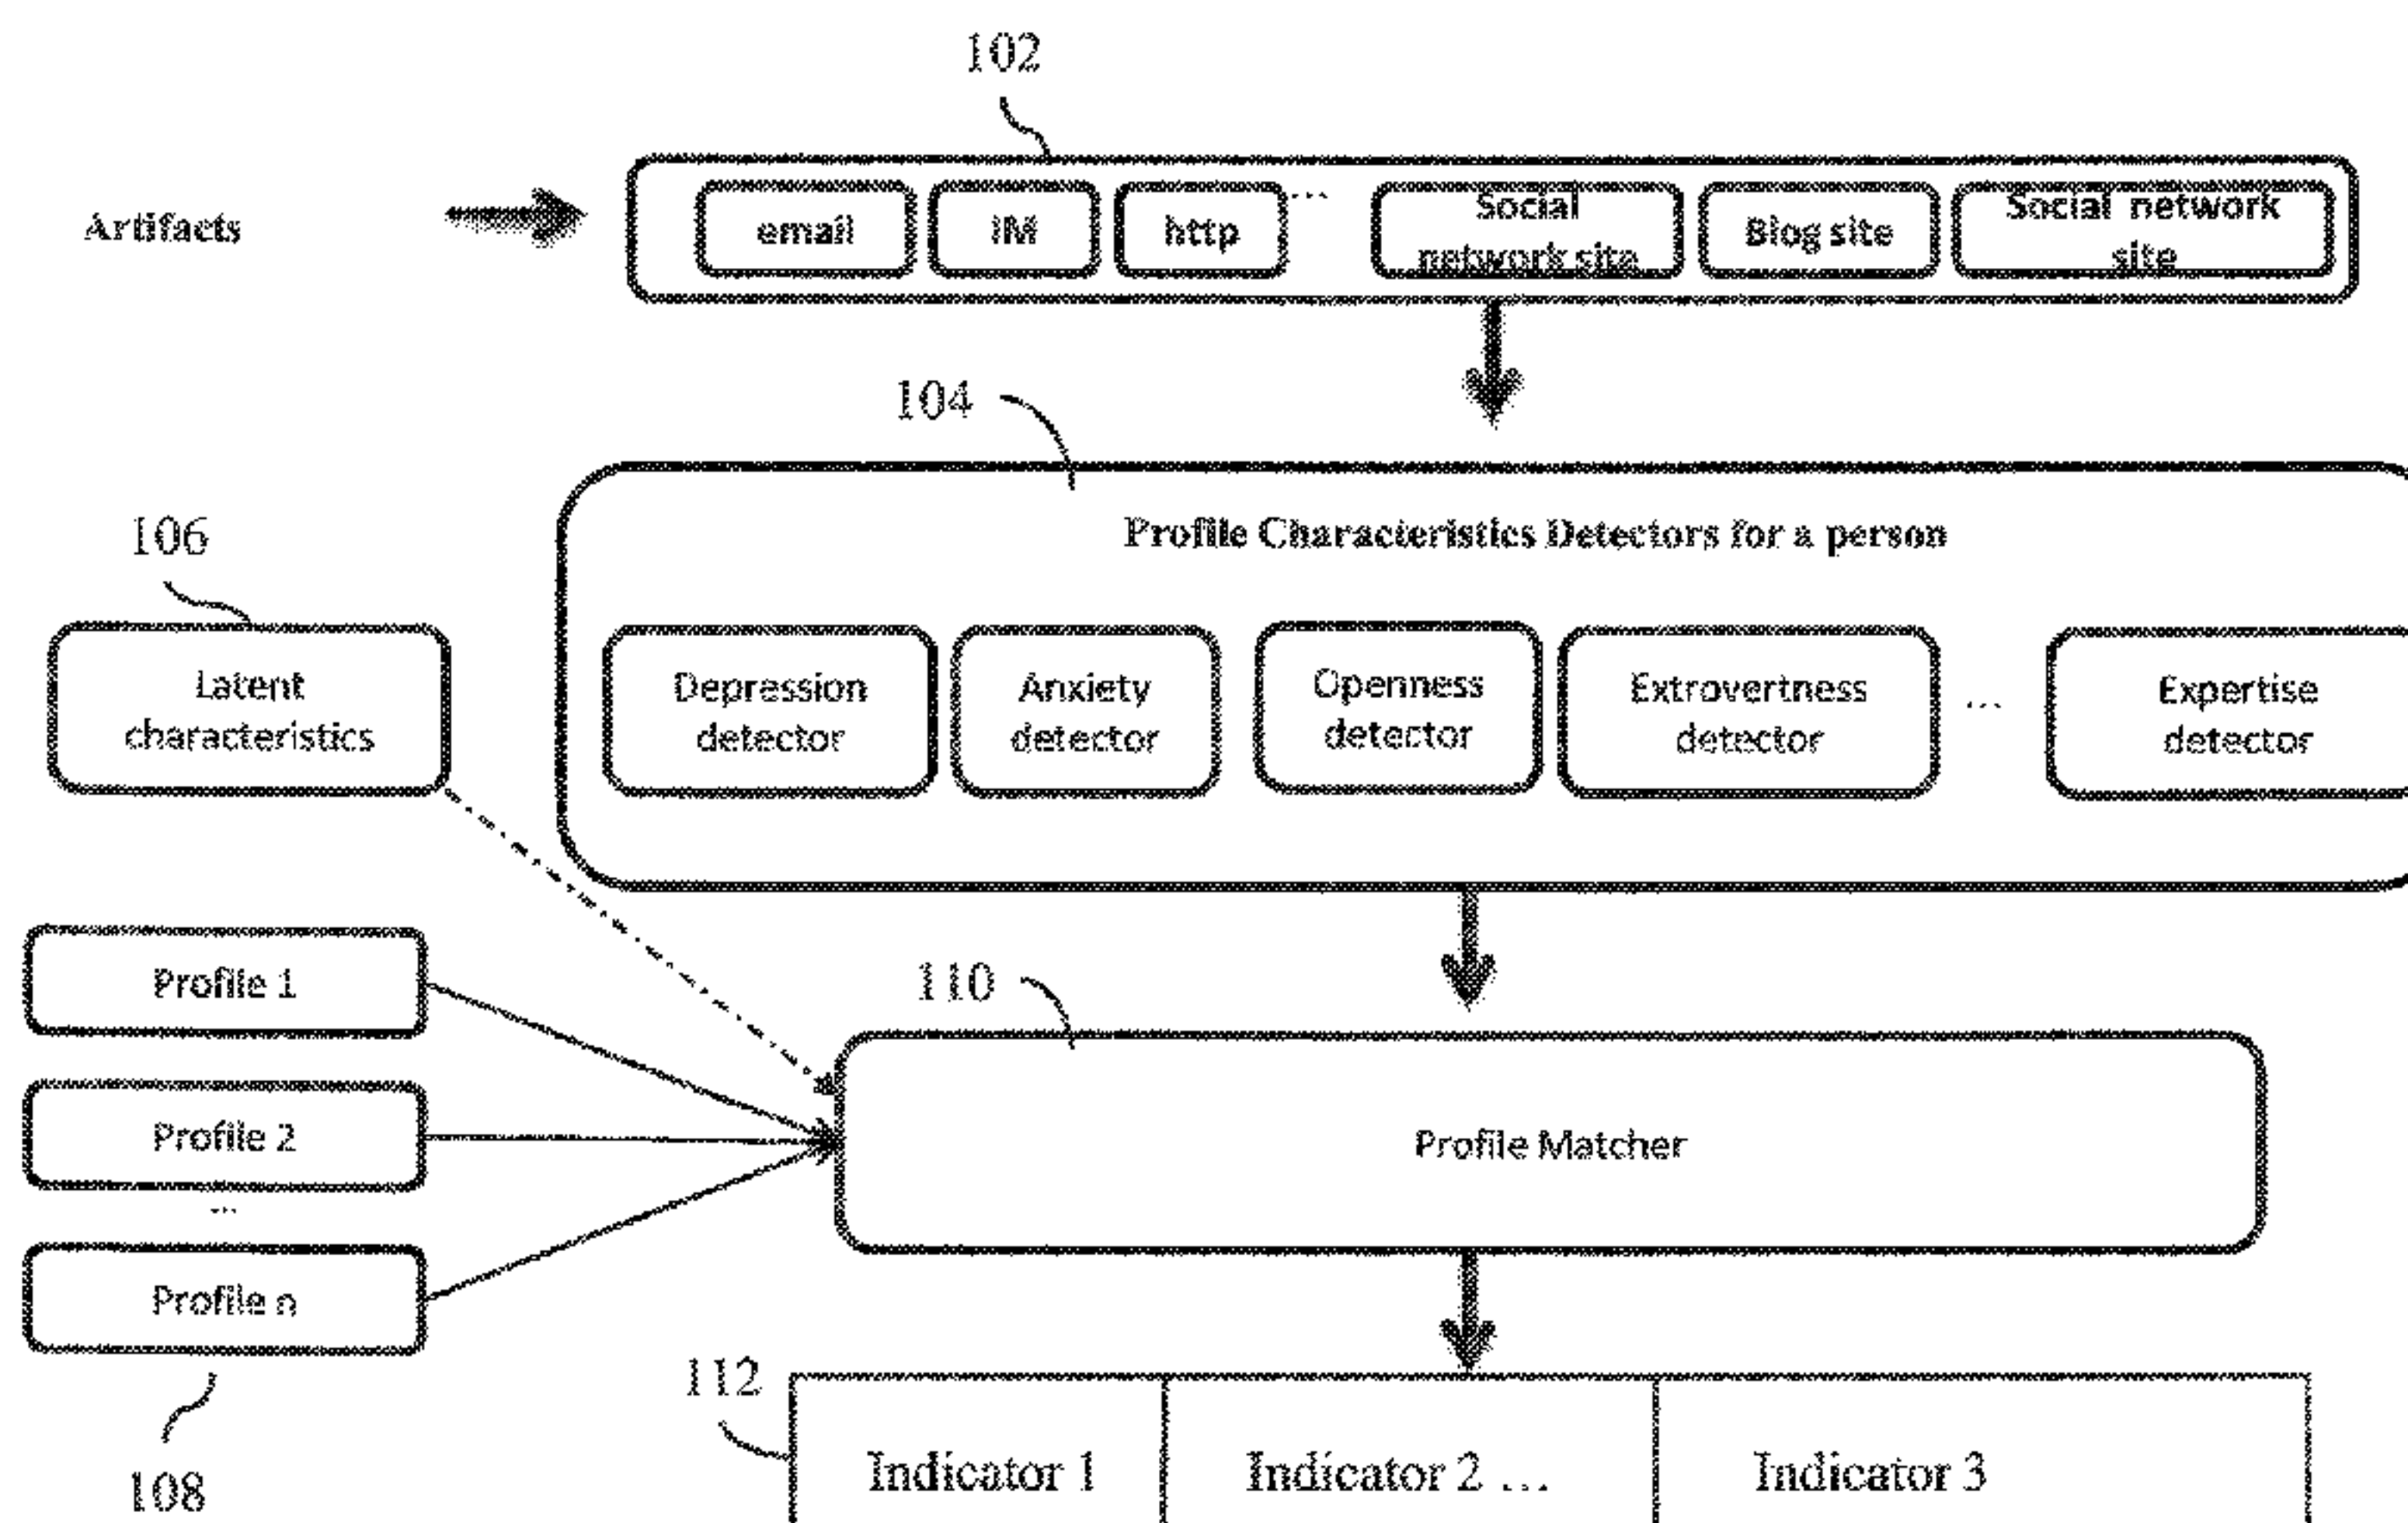 102
Artifacts
email
IM
http
...
Social
network site
Blog site
Social network
site
104
Profile Characteristics Detectors for a person
106
Latent
characteristics
Depression
detector
Anxiety
detector
Openness
detector
Extrovertness
detector
...
Expertise
detector
Profile 1
Profile 2
...
Profile n
108
110
Profile Matcher
112
Indicator 1
Indicator 2 ...
Indicator 3